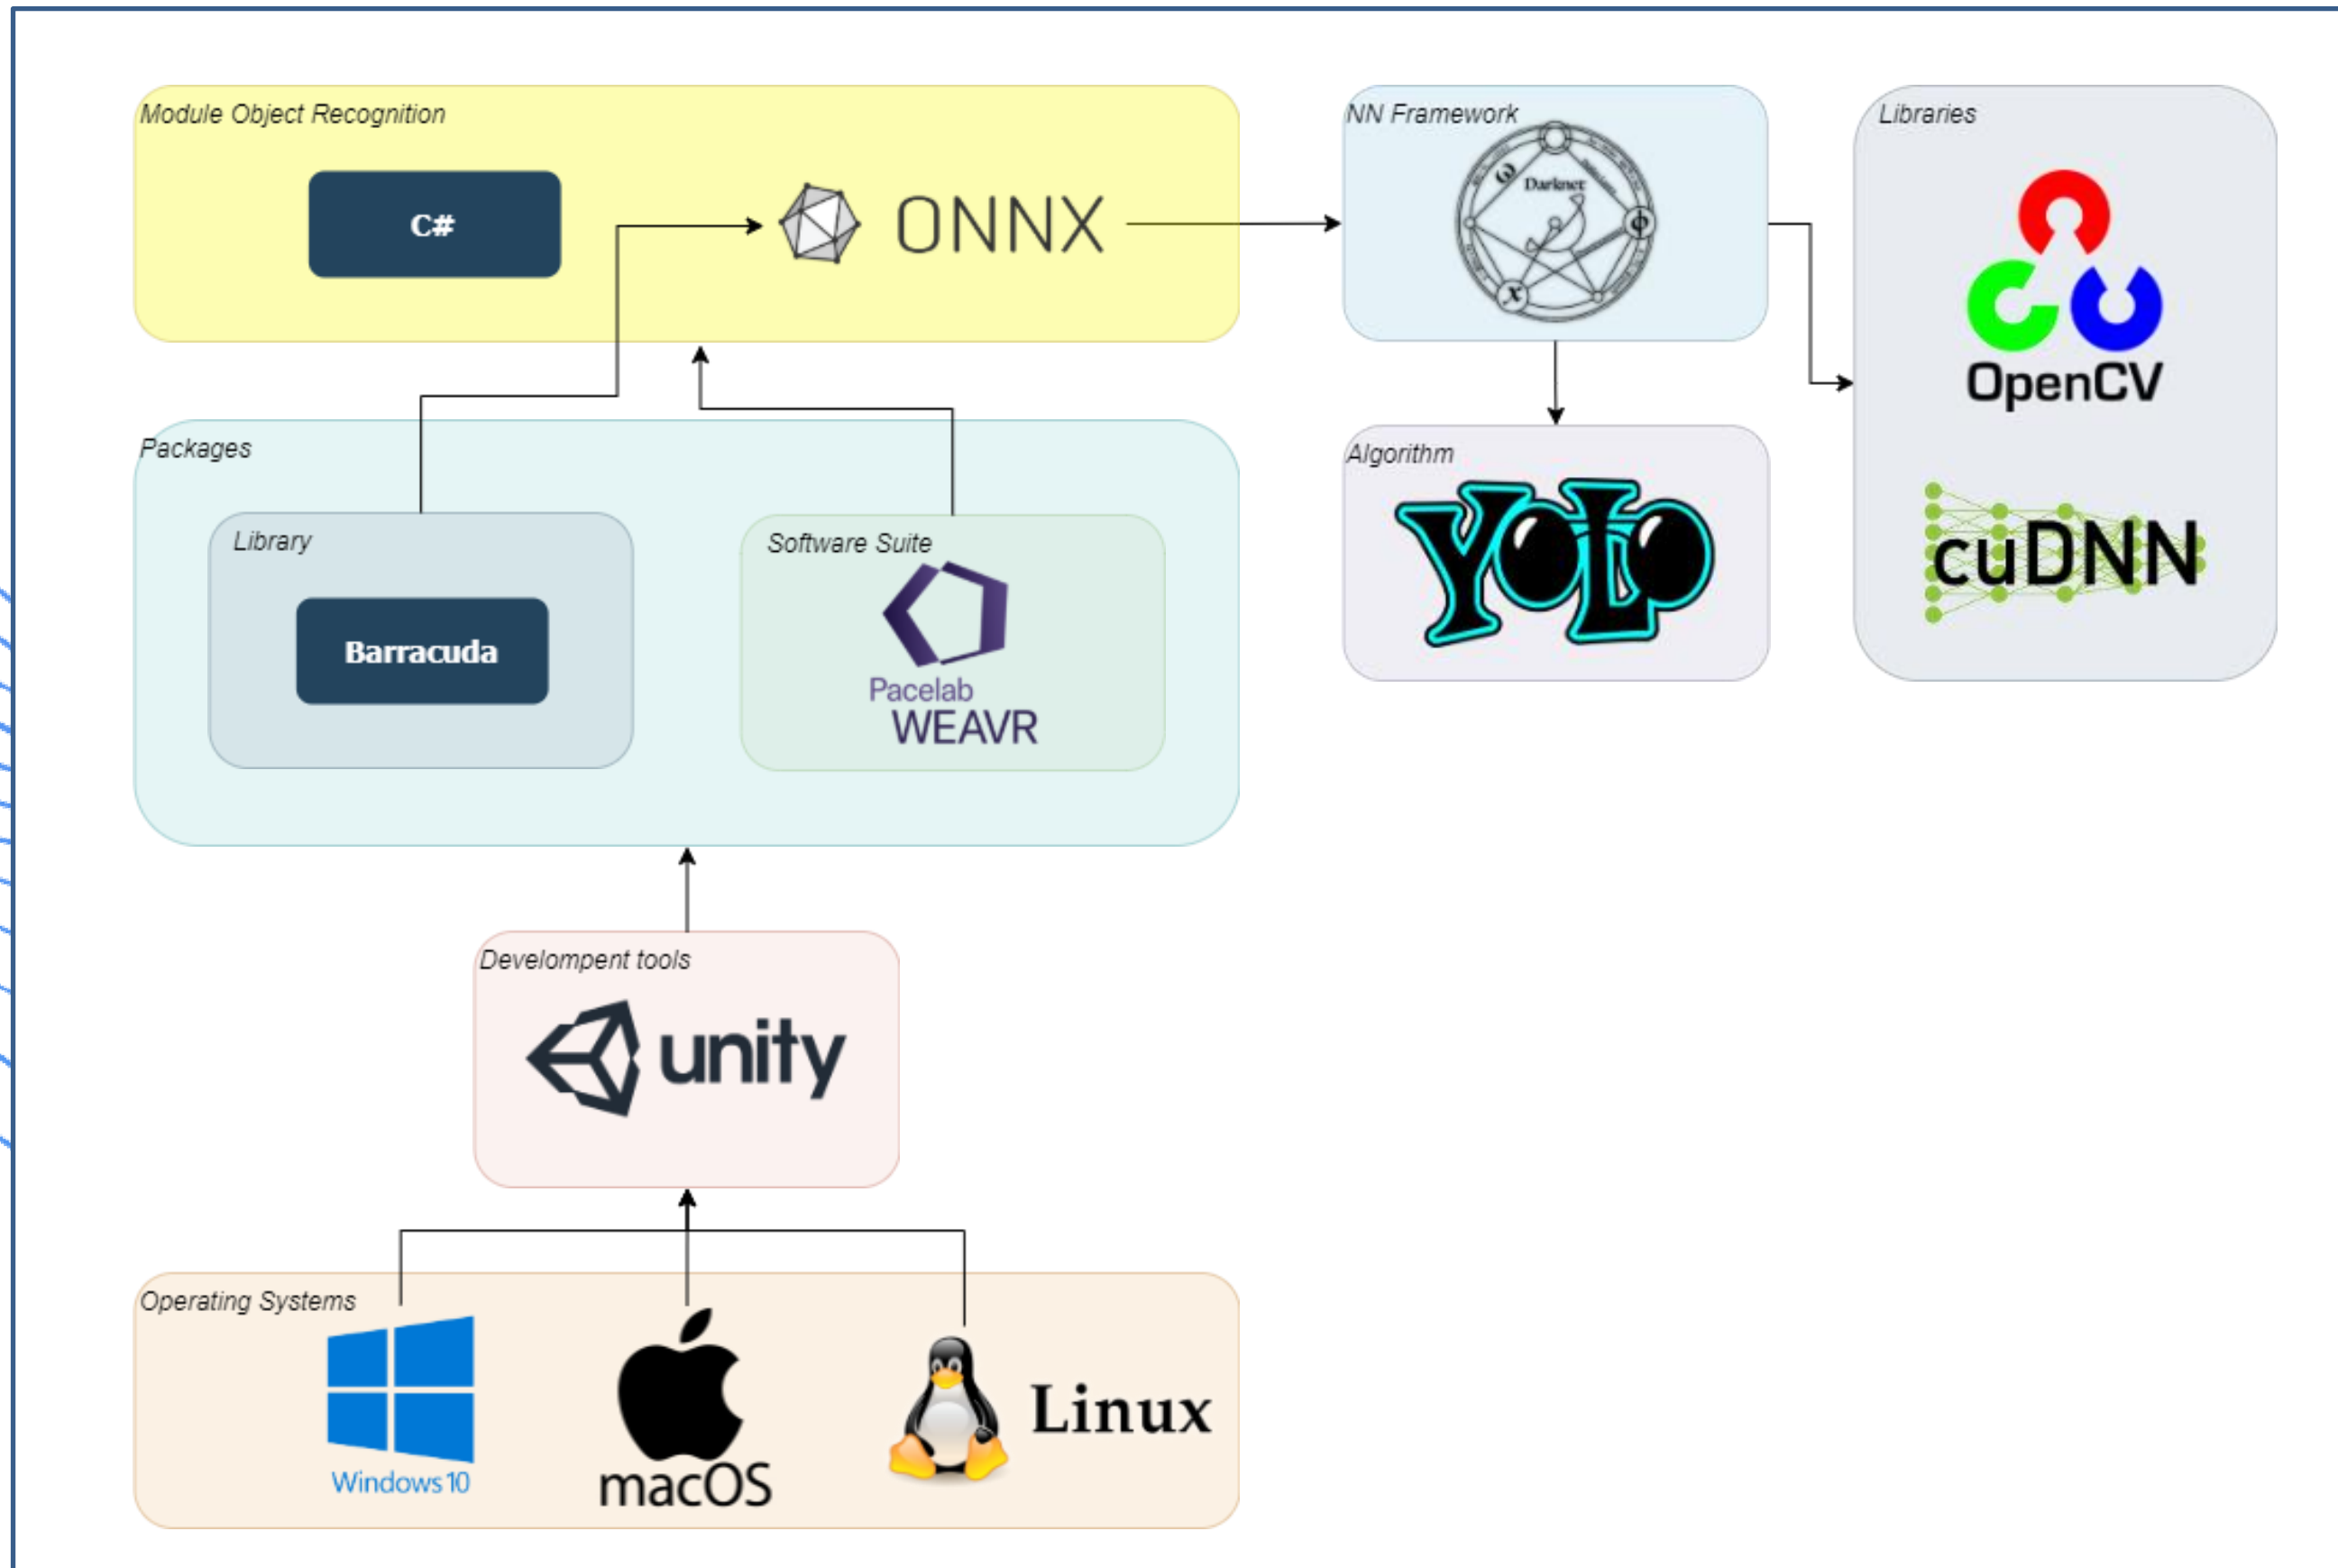 Module Object Recognition
C#
ONNX
NN Framework
Darknet
ω
ϕ
x
Libraries
OpenCV
cuDNN
Algorithm
YOLO
Packages
Library
Barracuda
Software Suite
Pacelab
WEAVR
Develompent tools
unity
Operating Systems
Windows 10
macOS
Linux